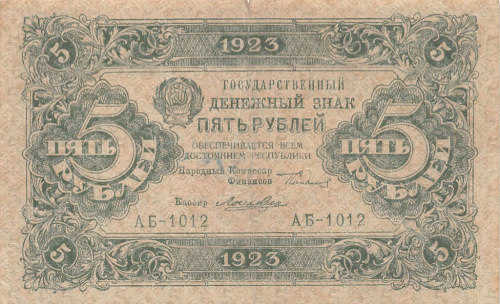 5 1923 5
ГОСУДАРСТВЕННЫЙ
ДЕНЕЖНЫЙ ЗНАК
ПЯТЬ РУБЛЕЙ
ОБЕСПЕЧИВАЕТСЯ ВСЕМ
ДОСТОЯНИЕМ РЕСПУБЛИКИ
Народный Комиссар
Финансов
Кассир
АБ-1012 АБ-1012
5 ПЯТЬ РУБЛЕЙ
5 ПЯТЬ РУБЛЕЙ
5 1923 5